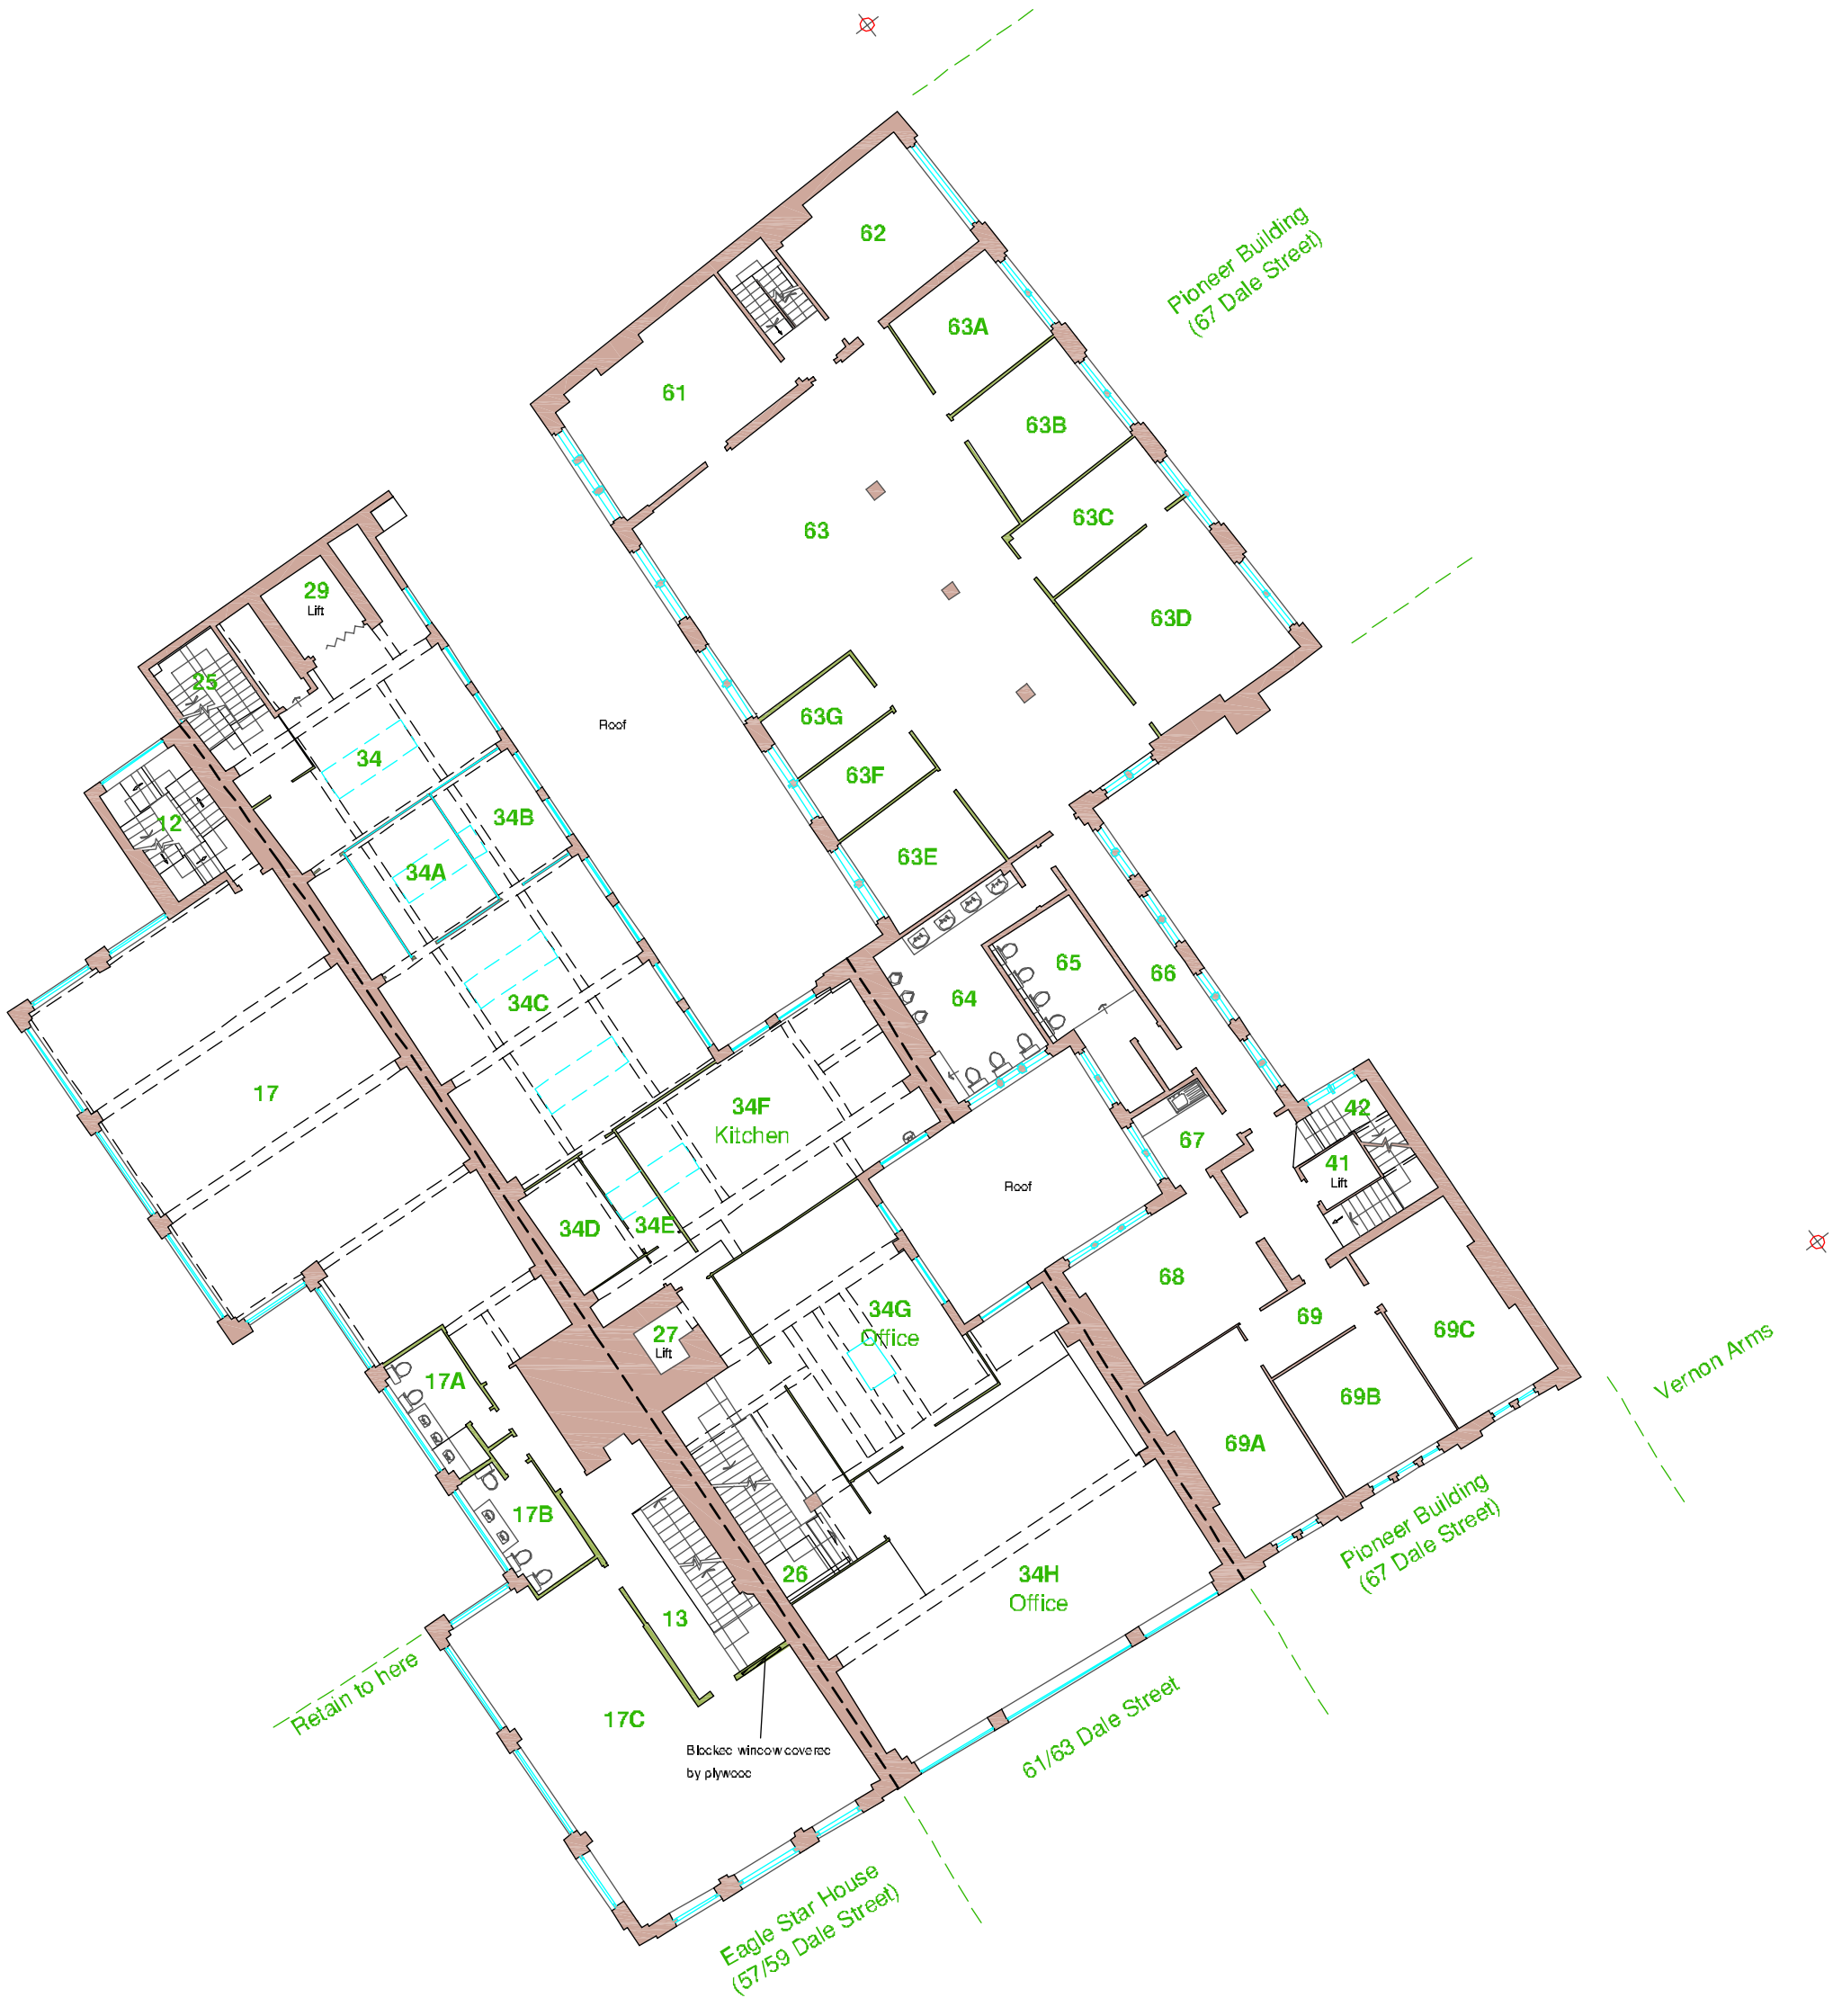 Pioneer Building
(67 Dale Street)
62
63A
61
63B
63C
63
29
Lift
63D
25
63G
Roof
34
63F
34B
12
63E
34A
65
66
64
34C
17
34F
Kitchen
42
67
41
Lift
Roof
34D
34E
68
34G
Office
69
69C
27
Lift
Vernon Arms
17A
69B
69A
17B
Pioneer Building
(67 Dale Street)
26
34H
Office
13
Retain to here
17C
61/63 Dale Street
Blocked window covered
by plywood
Eagle Star House
(57/59 Dale Street)